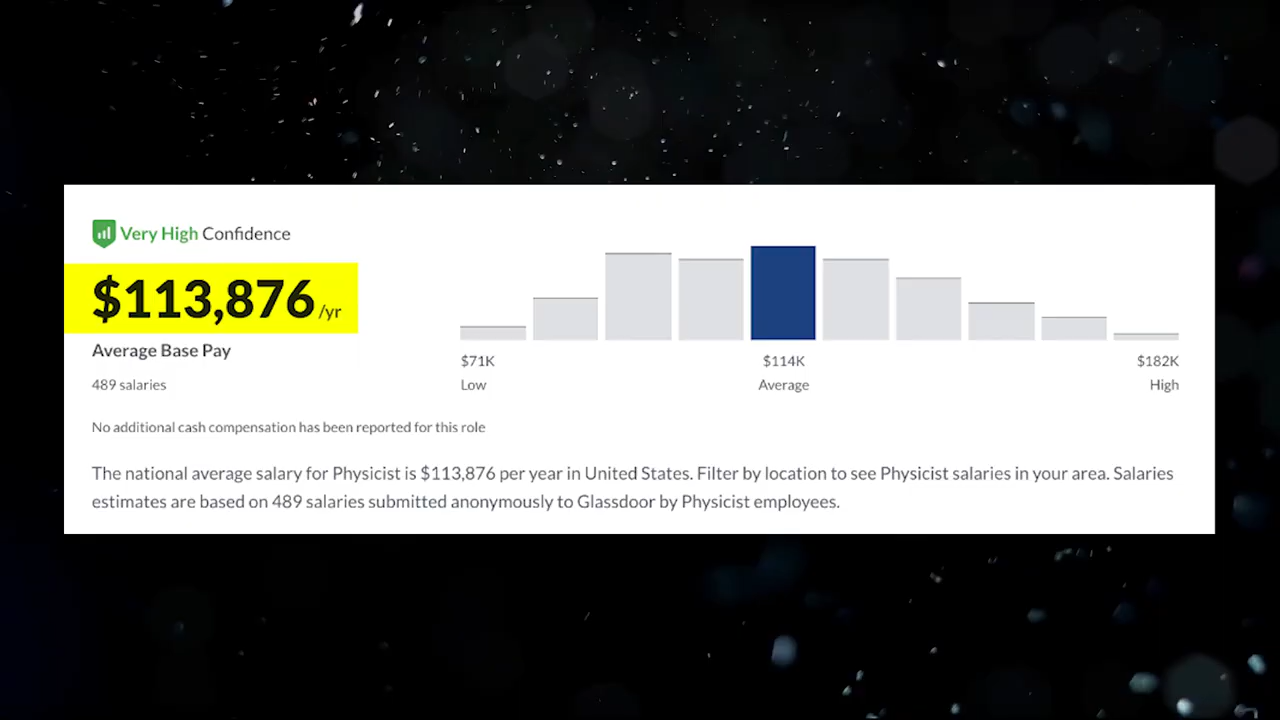 Very High Confidence
$113,876 /yr
Average Base Pay
489 salaries
$71K
Low
$114K
Average
$182K
High
No additional cash compensation has been reported for this role
The national average salary for Physicist is $113,876 per year in United States. Filter by location to see Physicist salaries in your area. Salaries
estimates are based on 489 salaries submitted anonymously to Glassdoor by Physicist employees.